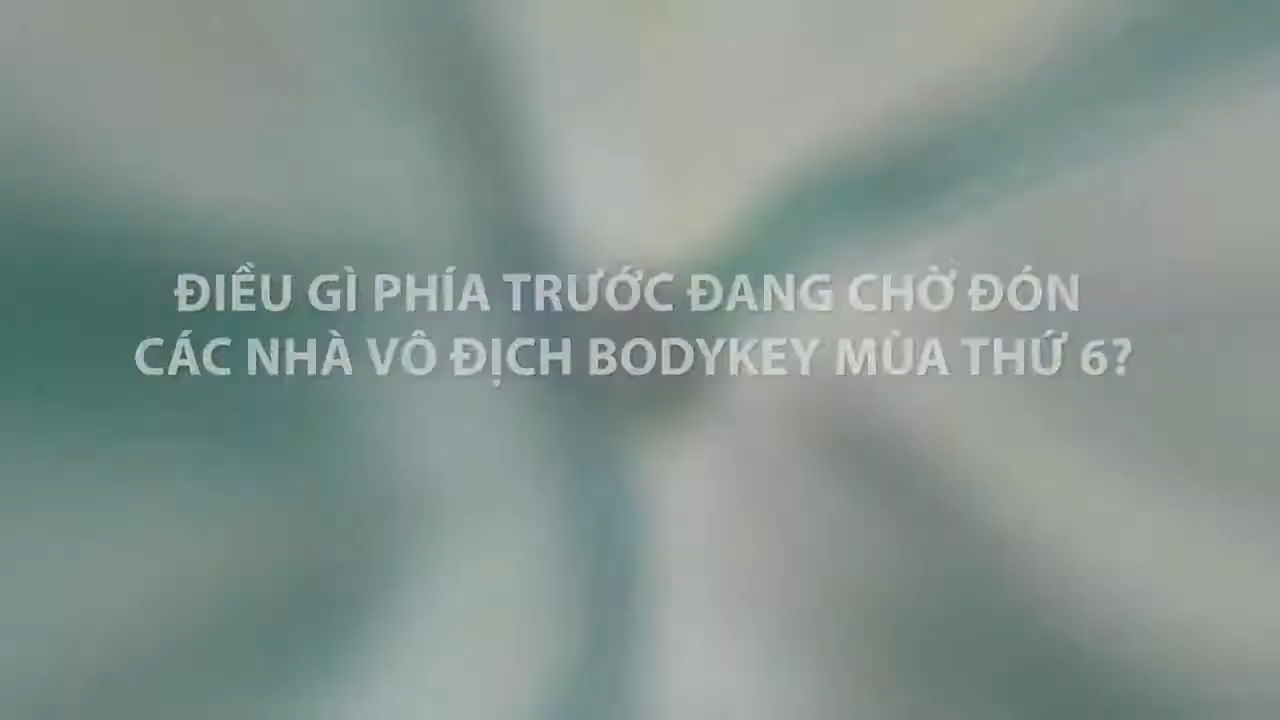 ĐIỀU GÌ PHÍA TRƯỚC ĐANG CHỜ ĐÓN
CÁC NHÀ VÔ ĐỊCH BODYKEY MÙA THỨ 6?